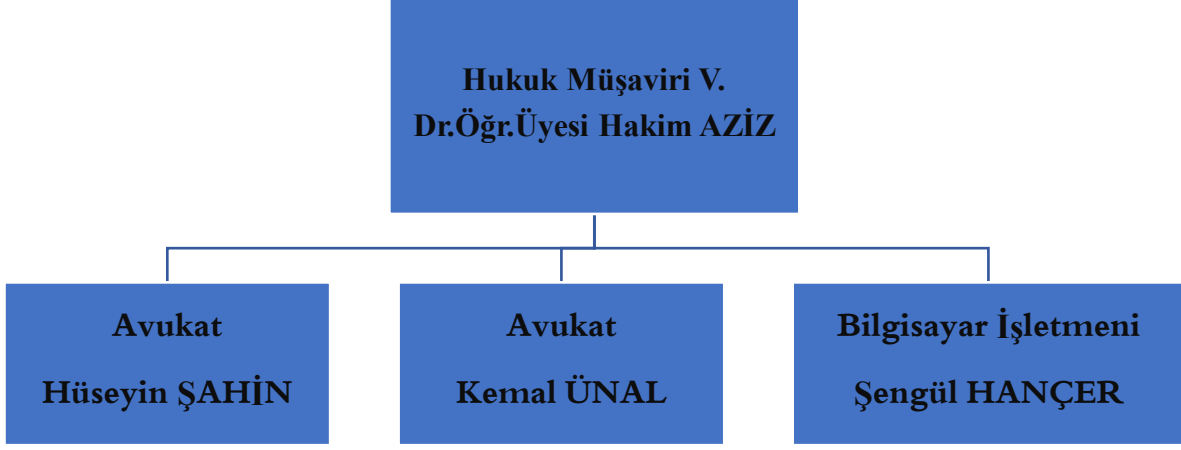 Hukuk Müşaviri V.
Dr.Öğr.Üyesi Hakim AZİZ
Avukat
Hüseyin ŞAHİN
Avukat
Kemal ÜNAL
Bilgisayar İşletmeni
Şengül HANÇER